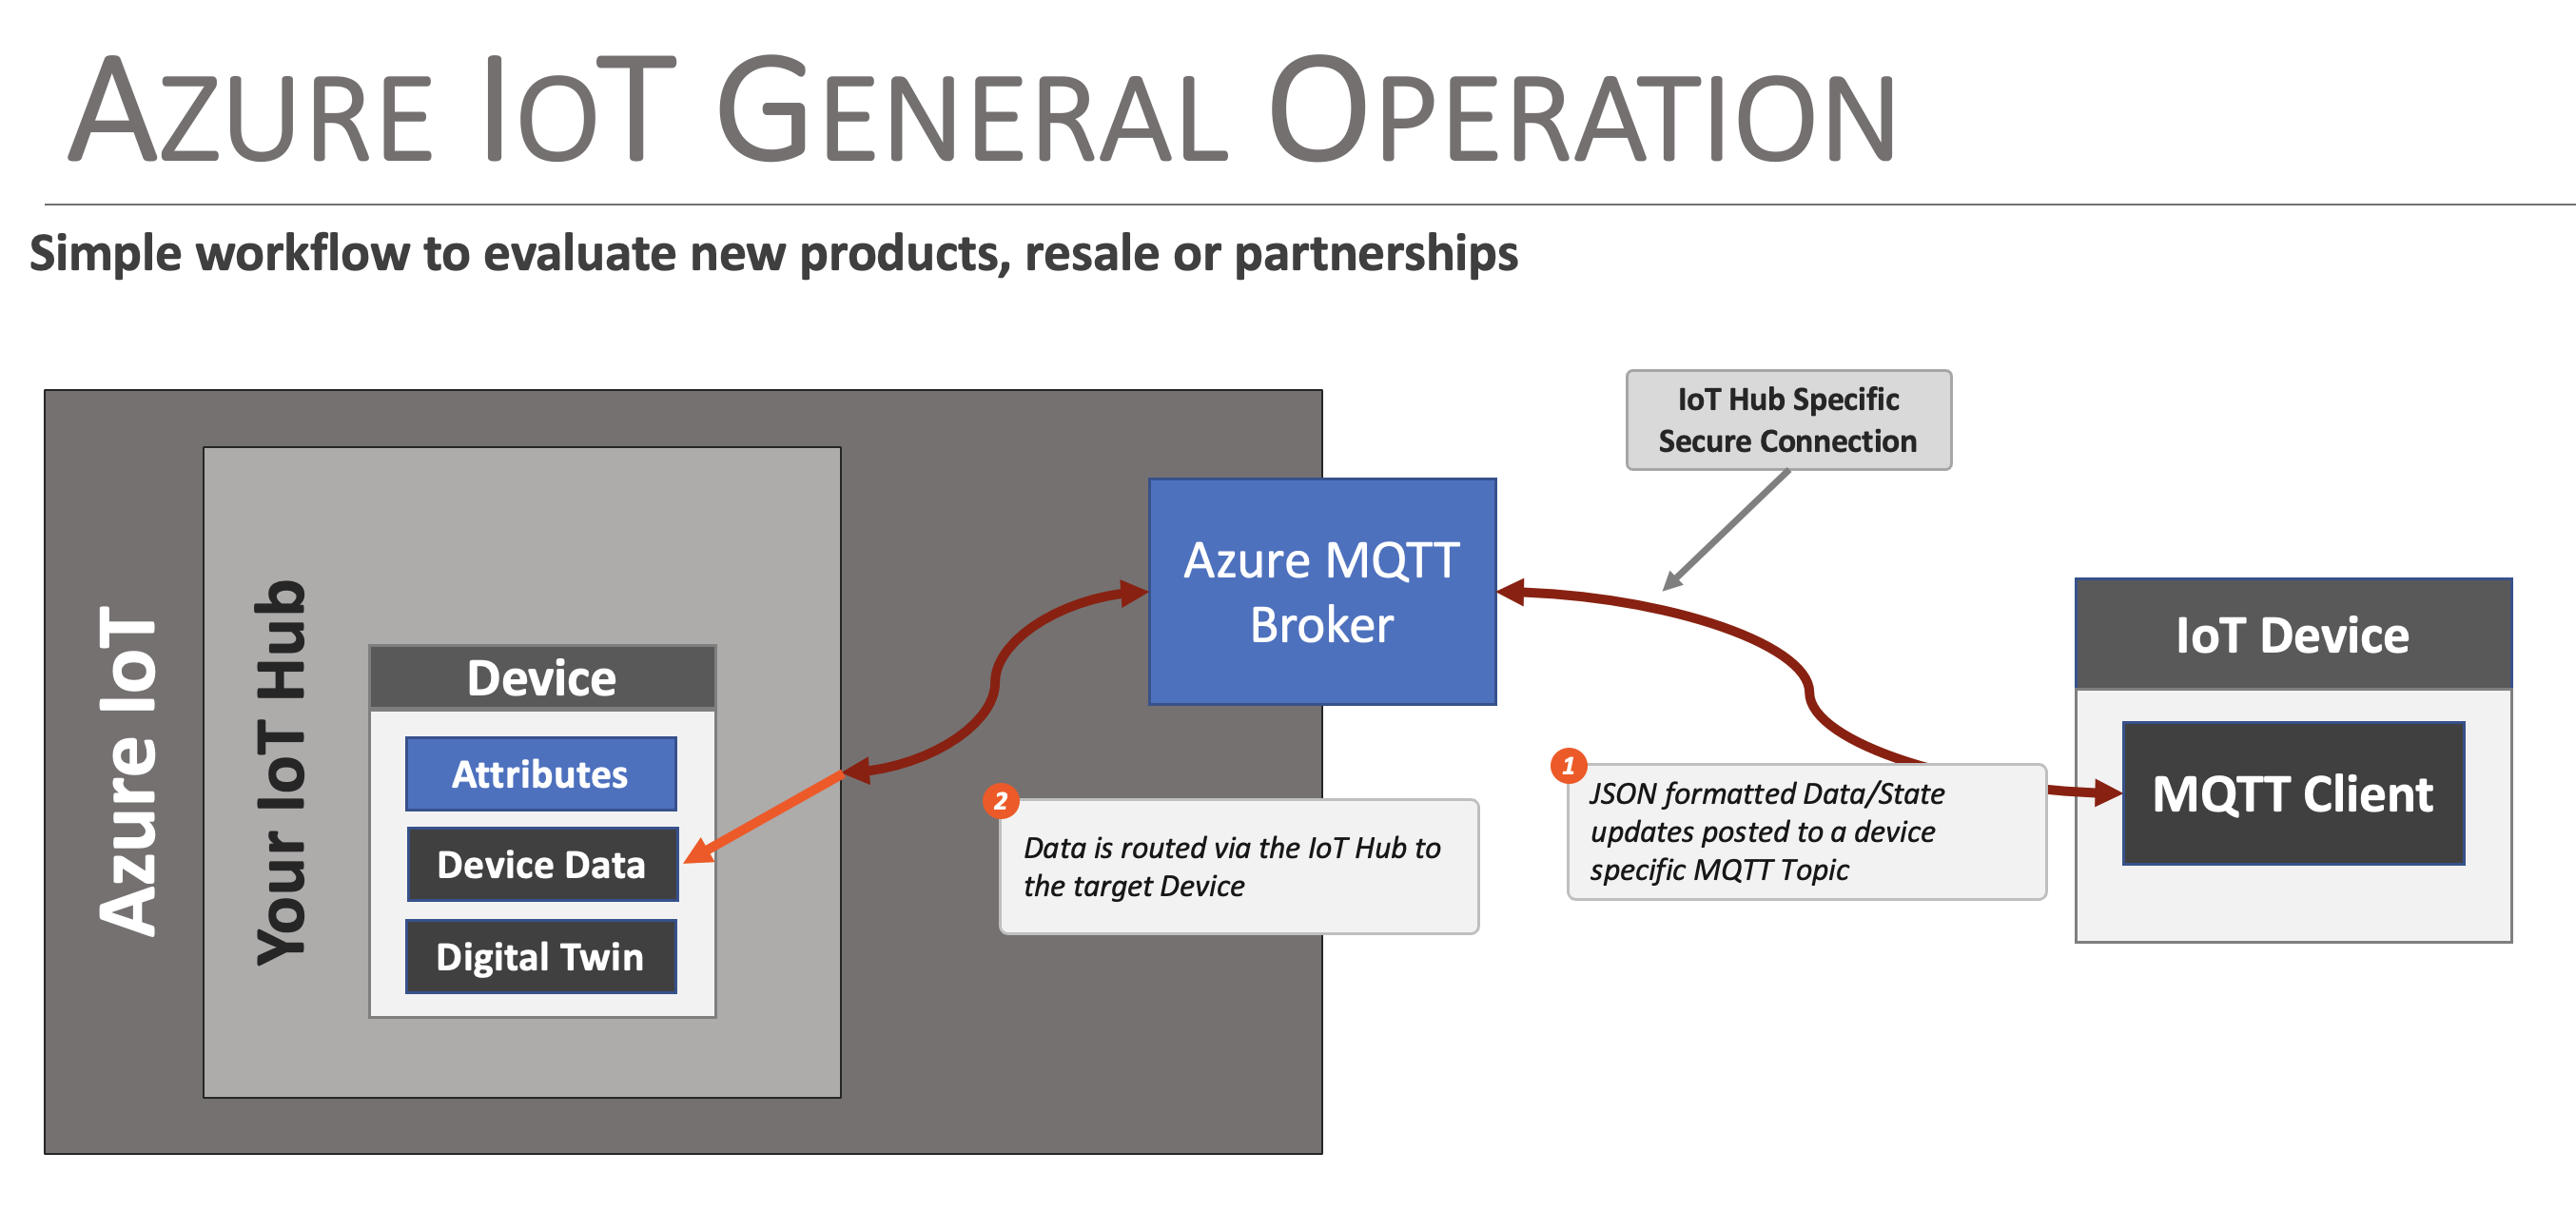 AZURE IOT GENERAL OPERATION
Simple workflow to evaluate new products, resale or partnerships
IoT Hub Specific
Secure Connection
Azure IoT
Your IoT Hub
Device
Attributes
Device Data
Digital Twin
Azure MQTT
Broker
2
Data is routed via the IoT Hub to
the target Device
1
JSON formatted Data/State
updates posted to a device
specific MQTT Topic
IoT Device
MQTT Client